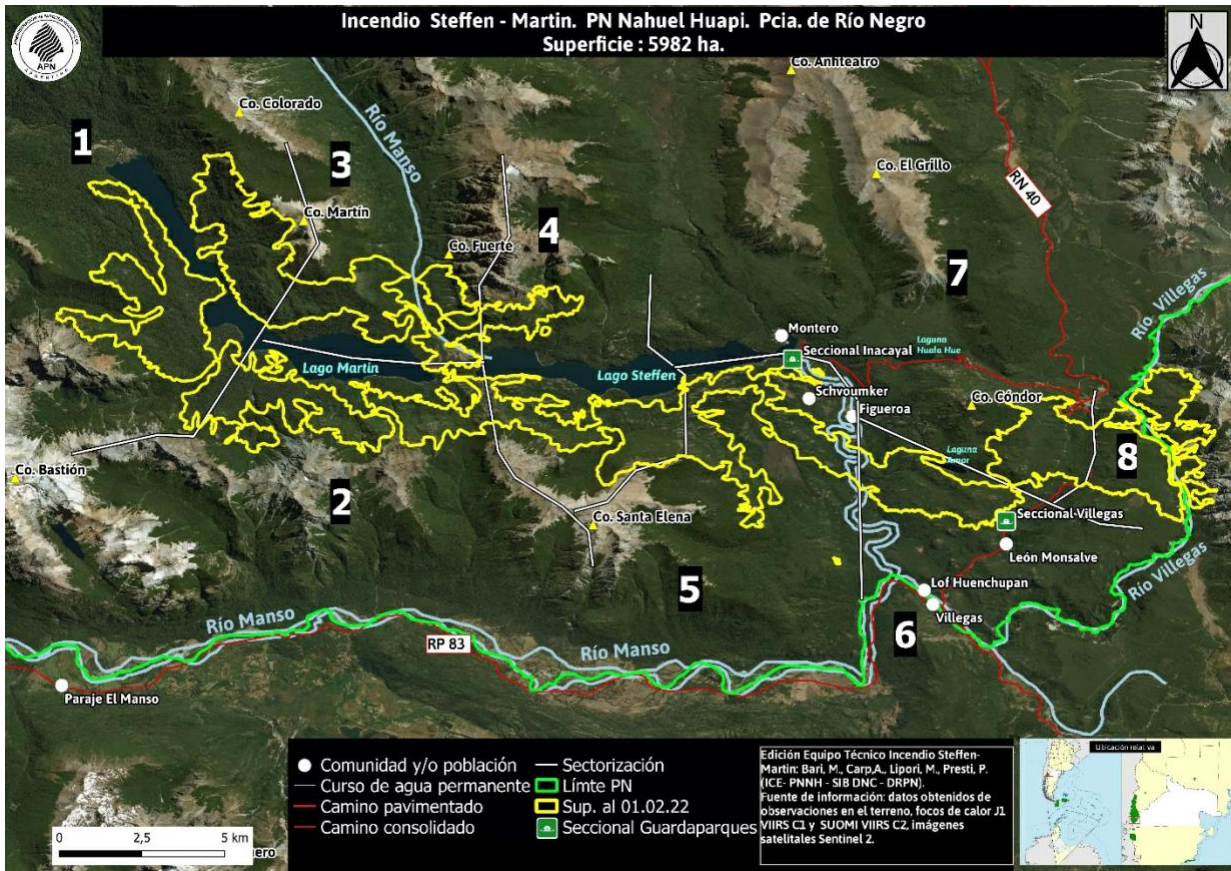 Incendio Steffen - Martin. PN Nahuel Huapi. Pcia. de Río Negro
Superficie : 5982 ha.
APN
ARGENTINA
N
Co. Anhteatro
Co. Colorado
Río Manso
1
3
Co. El Grillo
RN 40
Co. Martín
4
Co. Fuerte
7
Río Villegas
Montero
Seccional Inacayal
Laguna
Huala Hue
Lago Martin
Lago Steffen
Schvoumker
Co. Cóndor
Figueroa
Laguna
8
Co. Bastión
2
Co. Santa Elena
Seccional Villegas
León Monsalve
5
Lof Huenchupan
Río Villegas
Villegas
6
Río Manso
RP 83
Río Manso
Paraje El Manso
Comunidad y/o población
Curso de agua permanente
Camino pavimentado
Camino consolidado
Sectorización
Límte PN
Sup. al 01.02.22
Seccional Guardaparques
Edición Equipo Técnico Incendio Steffen-
Martin: Bari, M., Carp,A., Lipori, M., Presti, P.
(ICE- PNNH - SIB DNC - DRPN).
Fuente de información: datos obtenidos de
observaciones en el terreno, focos de calor J1
VIIRS C1 y SUOMI VIIRS C2, imágenes
satelitales Sentinel 2.
Ubicación relativa
0 2,5 5 km